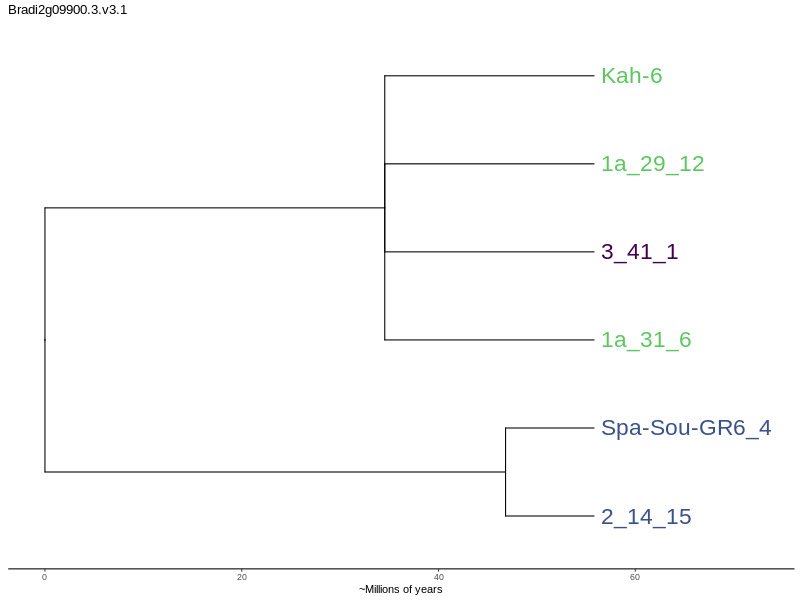 Bradi2g09900.3.v3.1
Kah-6
1a_29_12
3_41_1
1a_31_6
Spa-Sou-GR6_4
2_14_15
0 20 40 60
~Millions of years